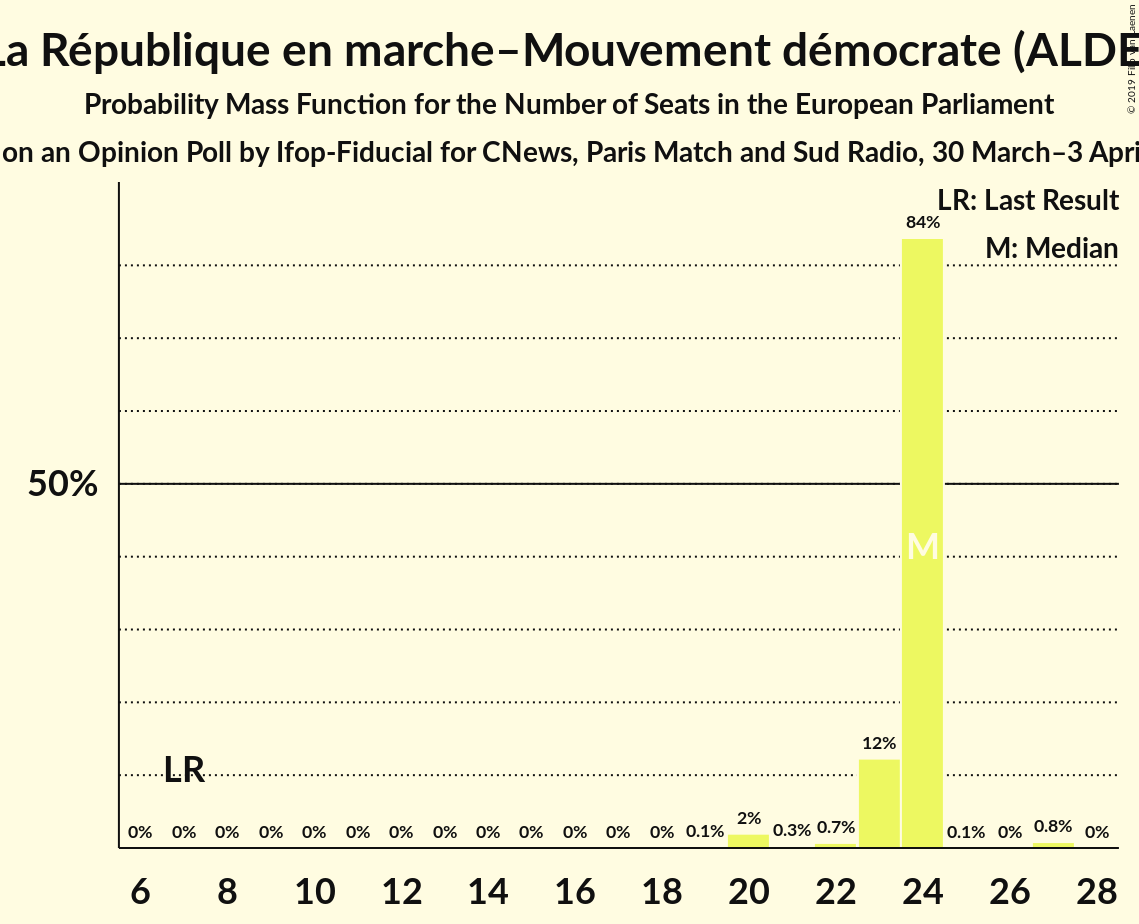 La République en marche–Mouvement démocrate (ALDE
Probability Mass Function for the Number of Seats in the European Parliament
on an Opinion Poll by Ifop-Fiducial for CNews, Paris Match and Sud Radio, 30 March–3 Apri
© 2019
LR: Last Result
M: Median
84%
50%
M
LR
12%
0% 0% 0% 0% 0% 0% 0% 0% 0% 0% 0% 0% 0% 0.1% 2% 0.3% 0.7% 0.1% 0% 0.8% 0%
6 8 10 12 14 16 18 20 22 24 26 28